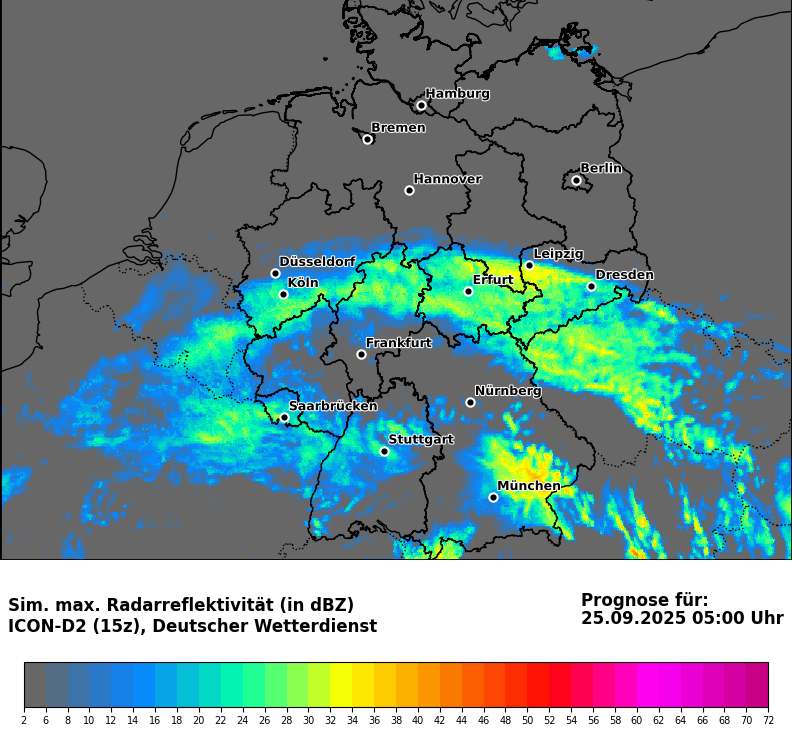 Hamburg
Bremen
Berlin
Hannover
Leipzig
Düsseldorf
Dresden
Köln
Erfurt
Frankfurt
Nürnberg
Saarbrücken
Stuttgart
München
Sim. max. Radarreflektivität (in dBZ)
ICON-D2 (15z), Deutscher Wetterdienst
Prognose für:
25.09.2025 05:00 Uhr
2 6 8 10 12 14 16 18 20 22 24 26 28 30 32 34 36 38 40 42 44 46 48 50 52 54 56 58 60 62 64 66 68 70 72